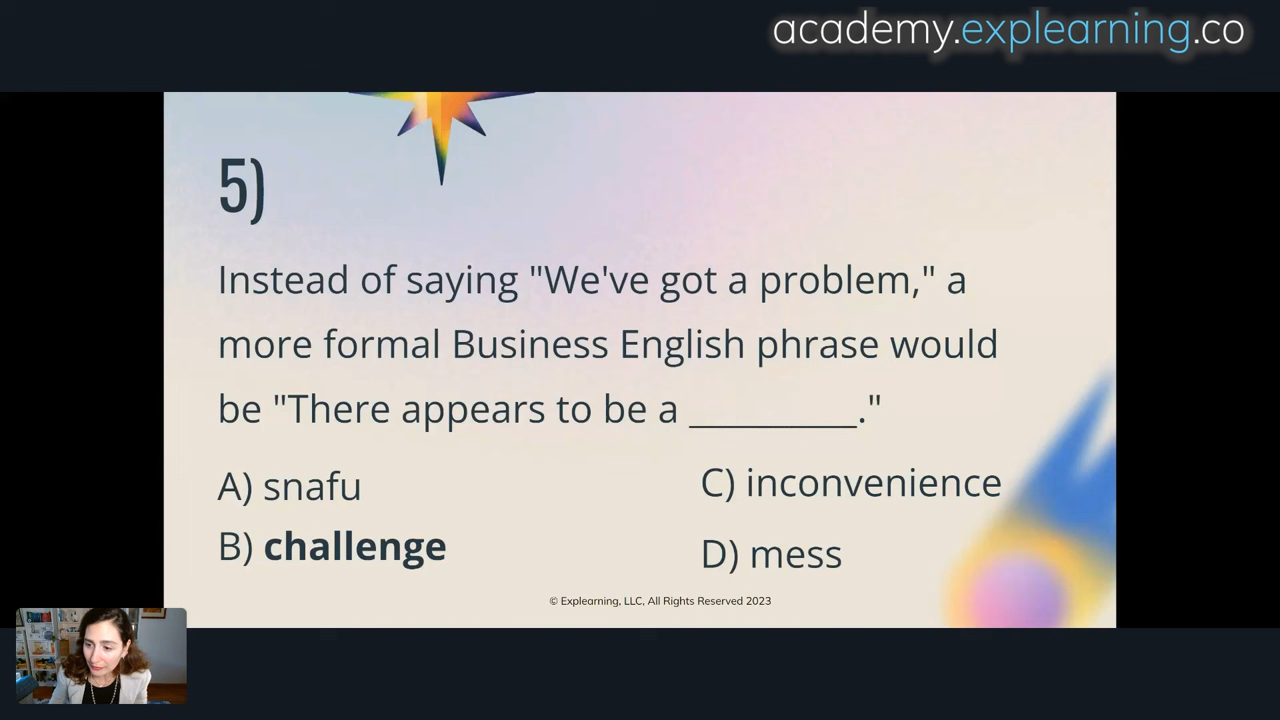 academy.explearning.co
5)
Instead of saying "We've got a problem," a
more formal Business English phrase would
be "There appears to be a ________."
A) snafu
B) challenge
C) inconvenience
D) mess
© Explearning, LLC, All Rights Reserved 2023